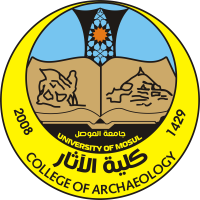 جامعة الموصل
UNIVERSITY OF MOSUL
كلية الآثار
2008
1429
COLLEGE OF ARCHAEOLOGY